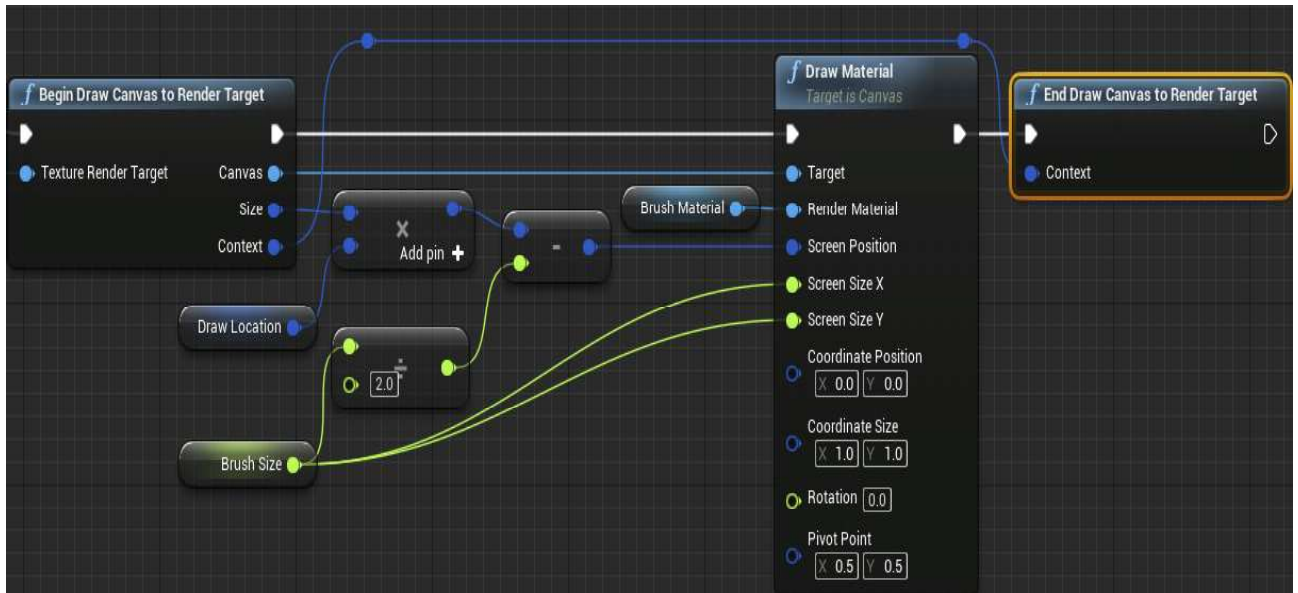 f Begin Draw Canvas to Render Target
Texture Render Target
Canvas
Size
Context
Draw Location
×
Add pin +
÷
2.0
Brush Size
-
Brush Material
f Draw Material
Target is Canvas
Target
Render Material
Screen Position
Screen Size X
Screen Size Y
Coordinate Position
X 0.0 Y 0.0
Coordinate Size
X 1.0 Y 1.0
Rotation 0.0
Pivot Point
X 0.5 Y 0.5
f End Draw Canvas to Render Target
Context